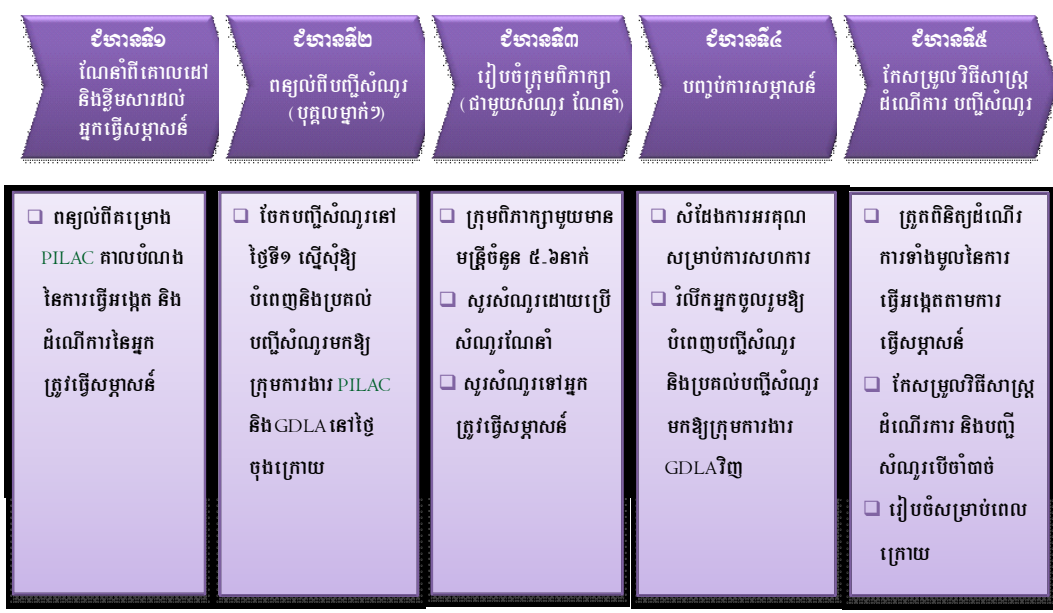 ជំហានទី១
ណែនាំពីគោលដៅ
និងខ្លឹមសារដល់
អ្នកធ្វើសម្ភាសន៍
ជំហានទី២
ពន្យល់ពីបញ្ជីសំណួរ
(បុគ្គលម្នាក់ៗ)
ជំហានទី៣
រៀបចំក្រុមពិភាក្សា
(ជាមួយសំណួរ ណែនាំ)
ជំហានទី៤
បញ្ចប់ការសម្ភាសន៍
ជំហានទី៥
កែសម្រួល វិធីសាស្ត្រ
ដំណើការ បញ្ជីសំណួរ
ពន្យល់ពីគម្រោង
PILAC គាលបំណង
នៃការធ្វើអង្កេត និង
ដំណើការនៃអ្នក
ត្រូវធ្វើសម្ភាសន៍
ចែកបញ្ជីសំណួរនៅ
ថ្ងៃទី១ ស្នើសុំឱ្យ
បំពេញនិងប្រគល់
បញ្ជីសំណួរមកឱ្យ
ក្រុមការងារ PILAC
និងGDLA នៅថ្ងៃ
ចុងក្រោយ
ក្រុមពិភាក្សាមួយមាន
មន្ត្រីចំនួន ៥.៦នាក់
សួរសំណួរដោយប្រើ
សំណួរណែនាំ
សួរសំណួរទៅអ្នក
ត្រូវធ្វើសម្ភាសន៍
សំដែងការអរគុណ
សម្រាប់ការសហការ
រំលឹកអ្នកចូលរួមឱ្យ
បំពេញបញ្ជីសំណួរ
និងប្រគល់បញ្ជីសំណួរ
មកឱ្យក្រុមការងារ
GDLAវិញ
ត្រួតពិនិត្យដំណើរ
ការទាំងមូលនៃការ
ធ្វើអង្កេតតាមការ
ធ្វើសម្ភាសន៍
កែសម្រួលវិធីសាស្ត្រ
ដំណើរការ និងបញ្ជី
សំណួរបើចាំបាច់
រៀបចំសម្រាប់ពេល
ក្រោយ